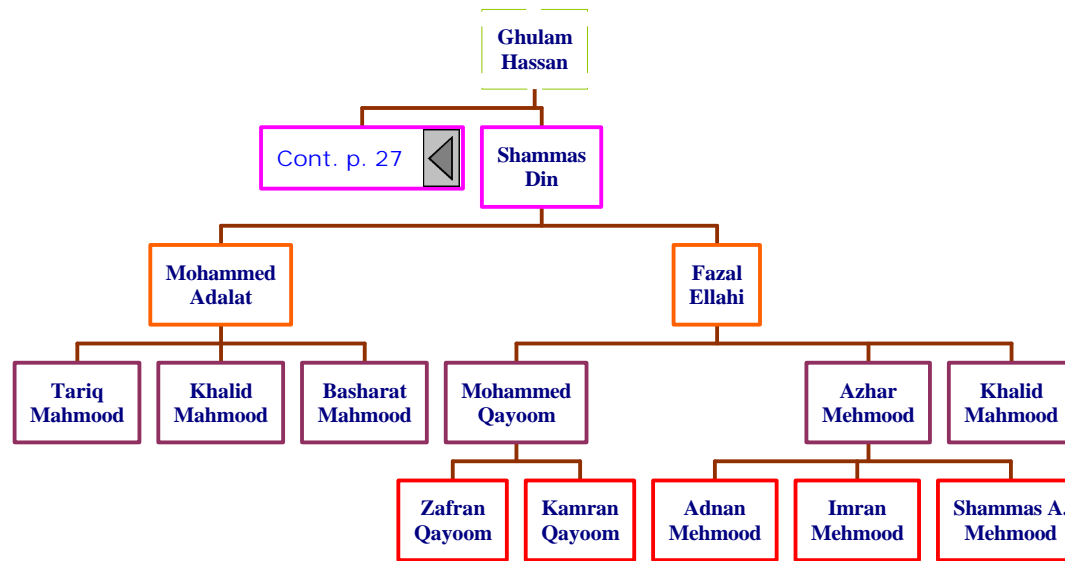 Ghulam
Hassan
Cont. p. 27
Shammas
Din
Mohammed
Adalat
Fazal
Ellahi
Tariq
Mahmood
Khalid
Mahmood
Basharat
Mahmood
Mohammed
Qayoom
Azhar
Mehmood
Khalid
Mahmood
Zafran
Qayoom
Kamran
Qayoom
Adnan
Mehmood
Imran
Mehmood
Shammas A.
Mehmood